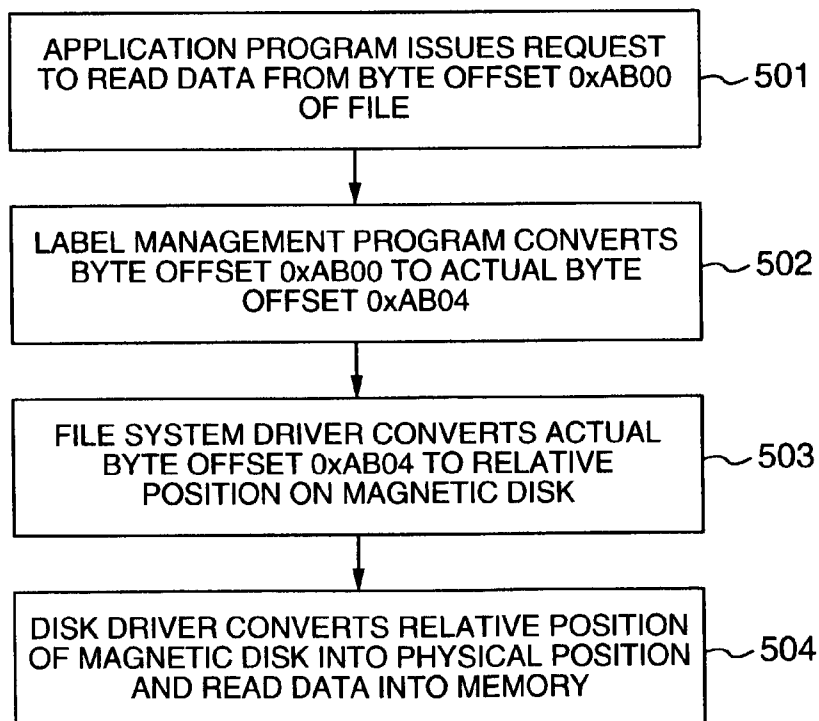 APPLICATION PROGRAM ISSUES REQUEST
TO READ DATA FROM BYTE OFFSET 0xAB00
OF FILE
501
LABEL MANAGEMENT PROGRAM CONVERTS
BYTE OFFSET 0xAB00 TO ACTUAL BYTE
OFFSET 0xAB04
502
FILE SYSTEM DRIVER CONVERTS ACTUAL
BYTE OFFSET 0xAB04 TO RELATIVE
POSITION ON MAGNETIC DISK
503
DISK DRIVER CONVERTS RELATIVE POSITION
OF MAGNETIC DISK INTO PHYSICAL POSITION
AND READ DATA INTO MEMORY
504